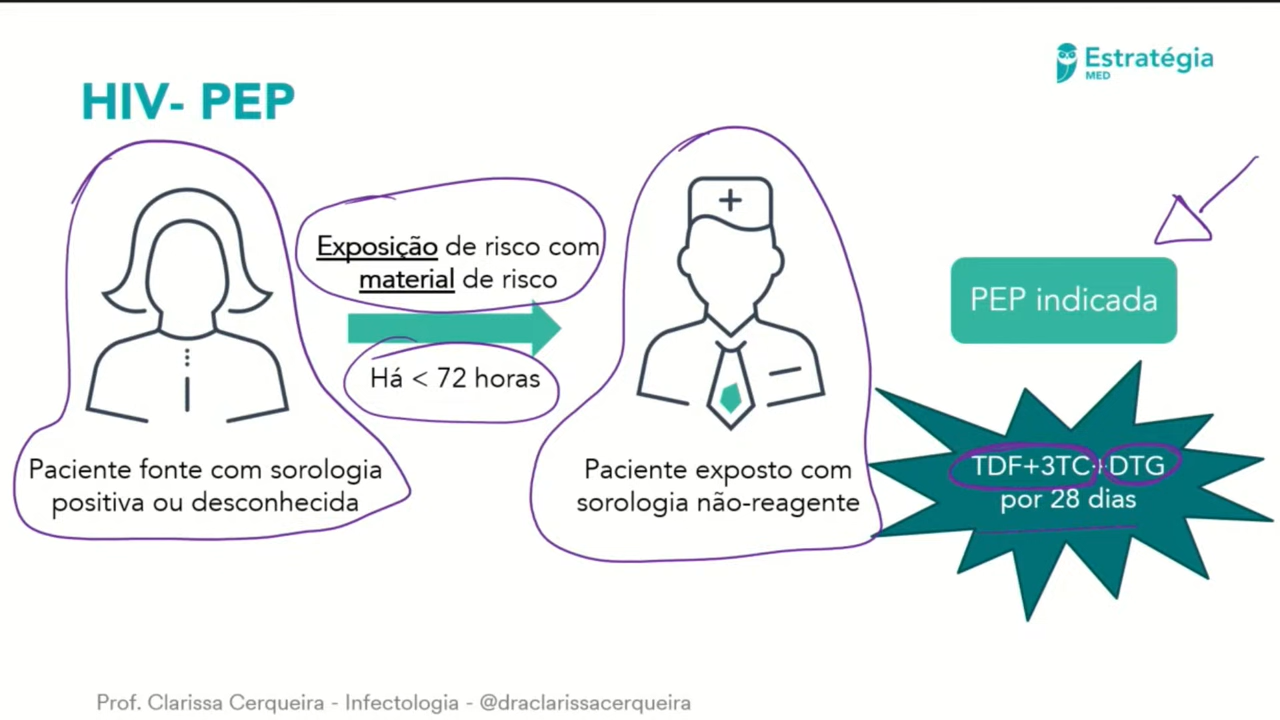 Estratégia
MED
HIV- PEP
Exposição de risco com
material de risco
Há < 72 horas
PEP indicada
Paciente fonte com sorologia
positiva ou desconhecida
Paciente exposto com
sorologia não-reagente
TDF+3TC+DTG
por 28 dias
Prof. Clarissa Cerqueira - Infectologia - @draclarissacerqueira